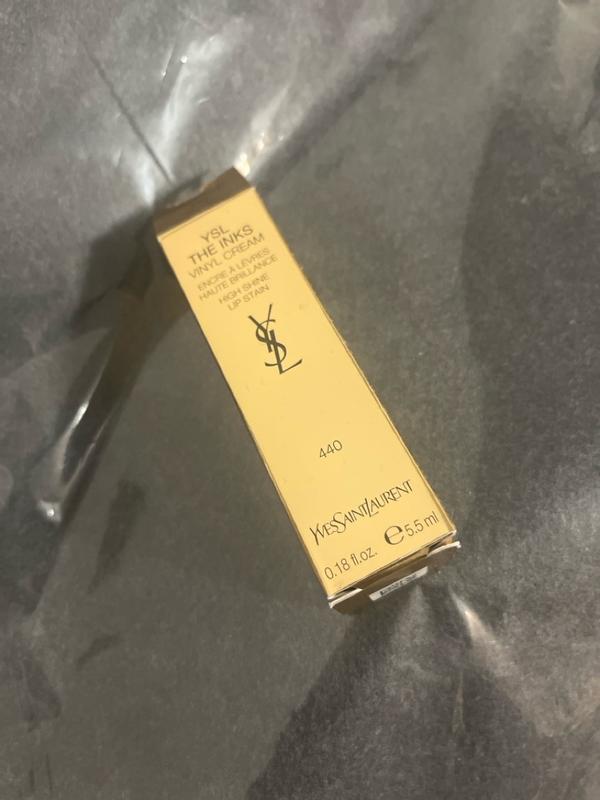 YSL
THE INKS
VINYL CREAM
ENCRE À LÈVRES
HAUTE BRILLANCE
HIGH SHINE
LIP STAIN
YSL
440
YVESSAINTLAURENT
0.18 fl.oz. ℮ 5.5 ml